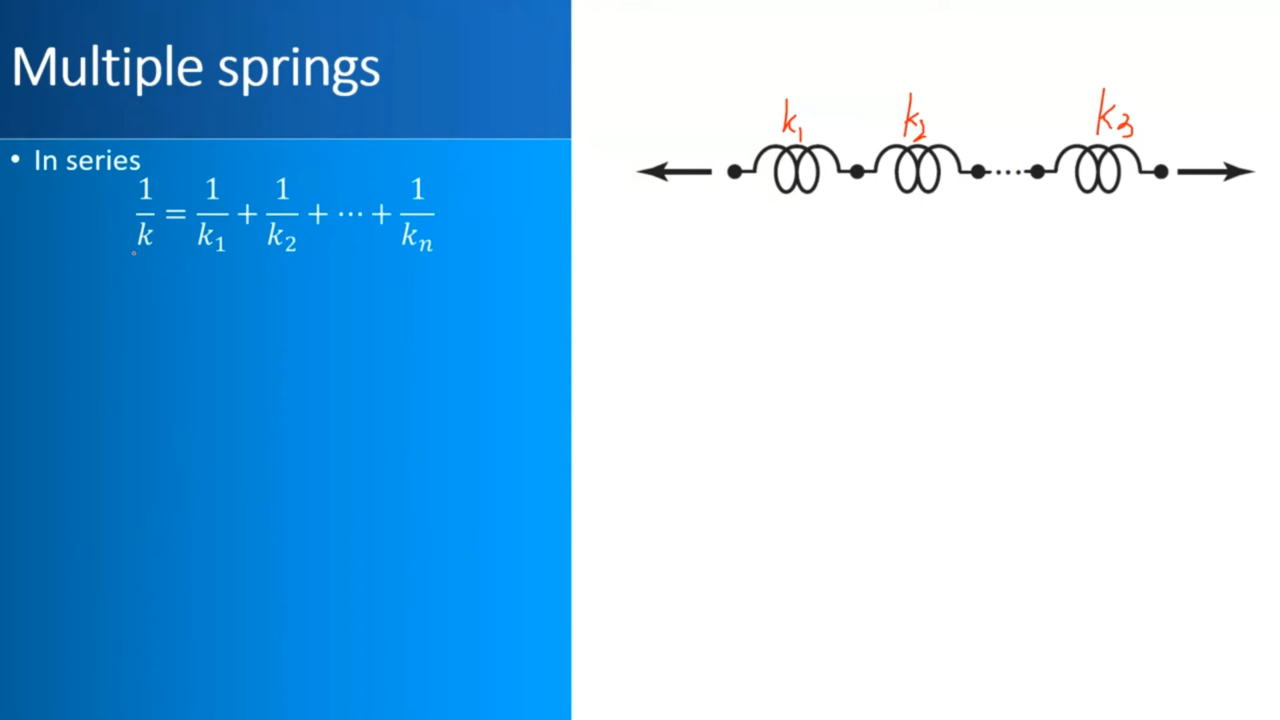 Multiple springs
• In series
1/k = 1/k₁ + 1/k₂ + ⋯ + 1/kₙ
k₁ k₂ k₃